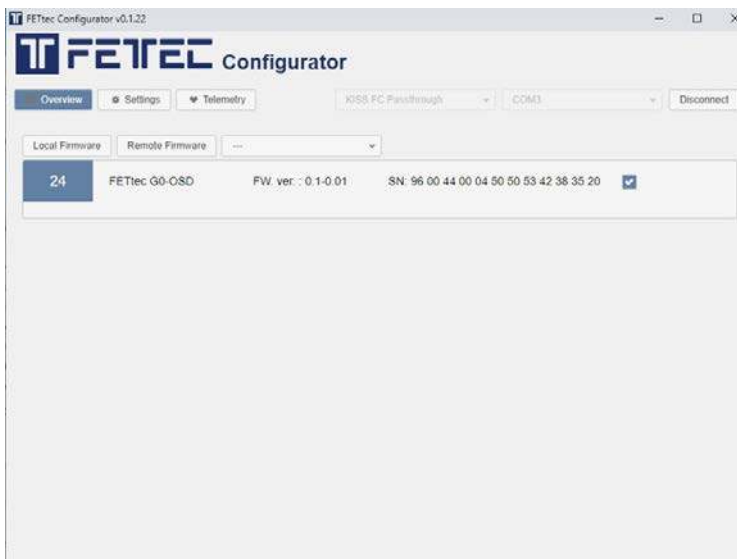 FETtec Configurator v0.1.22
FETEC Configurator
Overview Settings Telemetry KISS FC Passthrough COM3 Disconnect
Local Firmware Remote Firmware ---
24 FETtec G0-OSD FW. ver. : 0.1-0.01 SN: 96 00 44 00 04 50 50 53 42 38 35 20